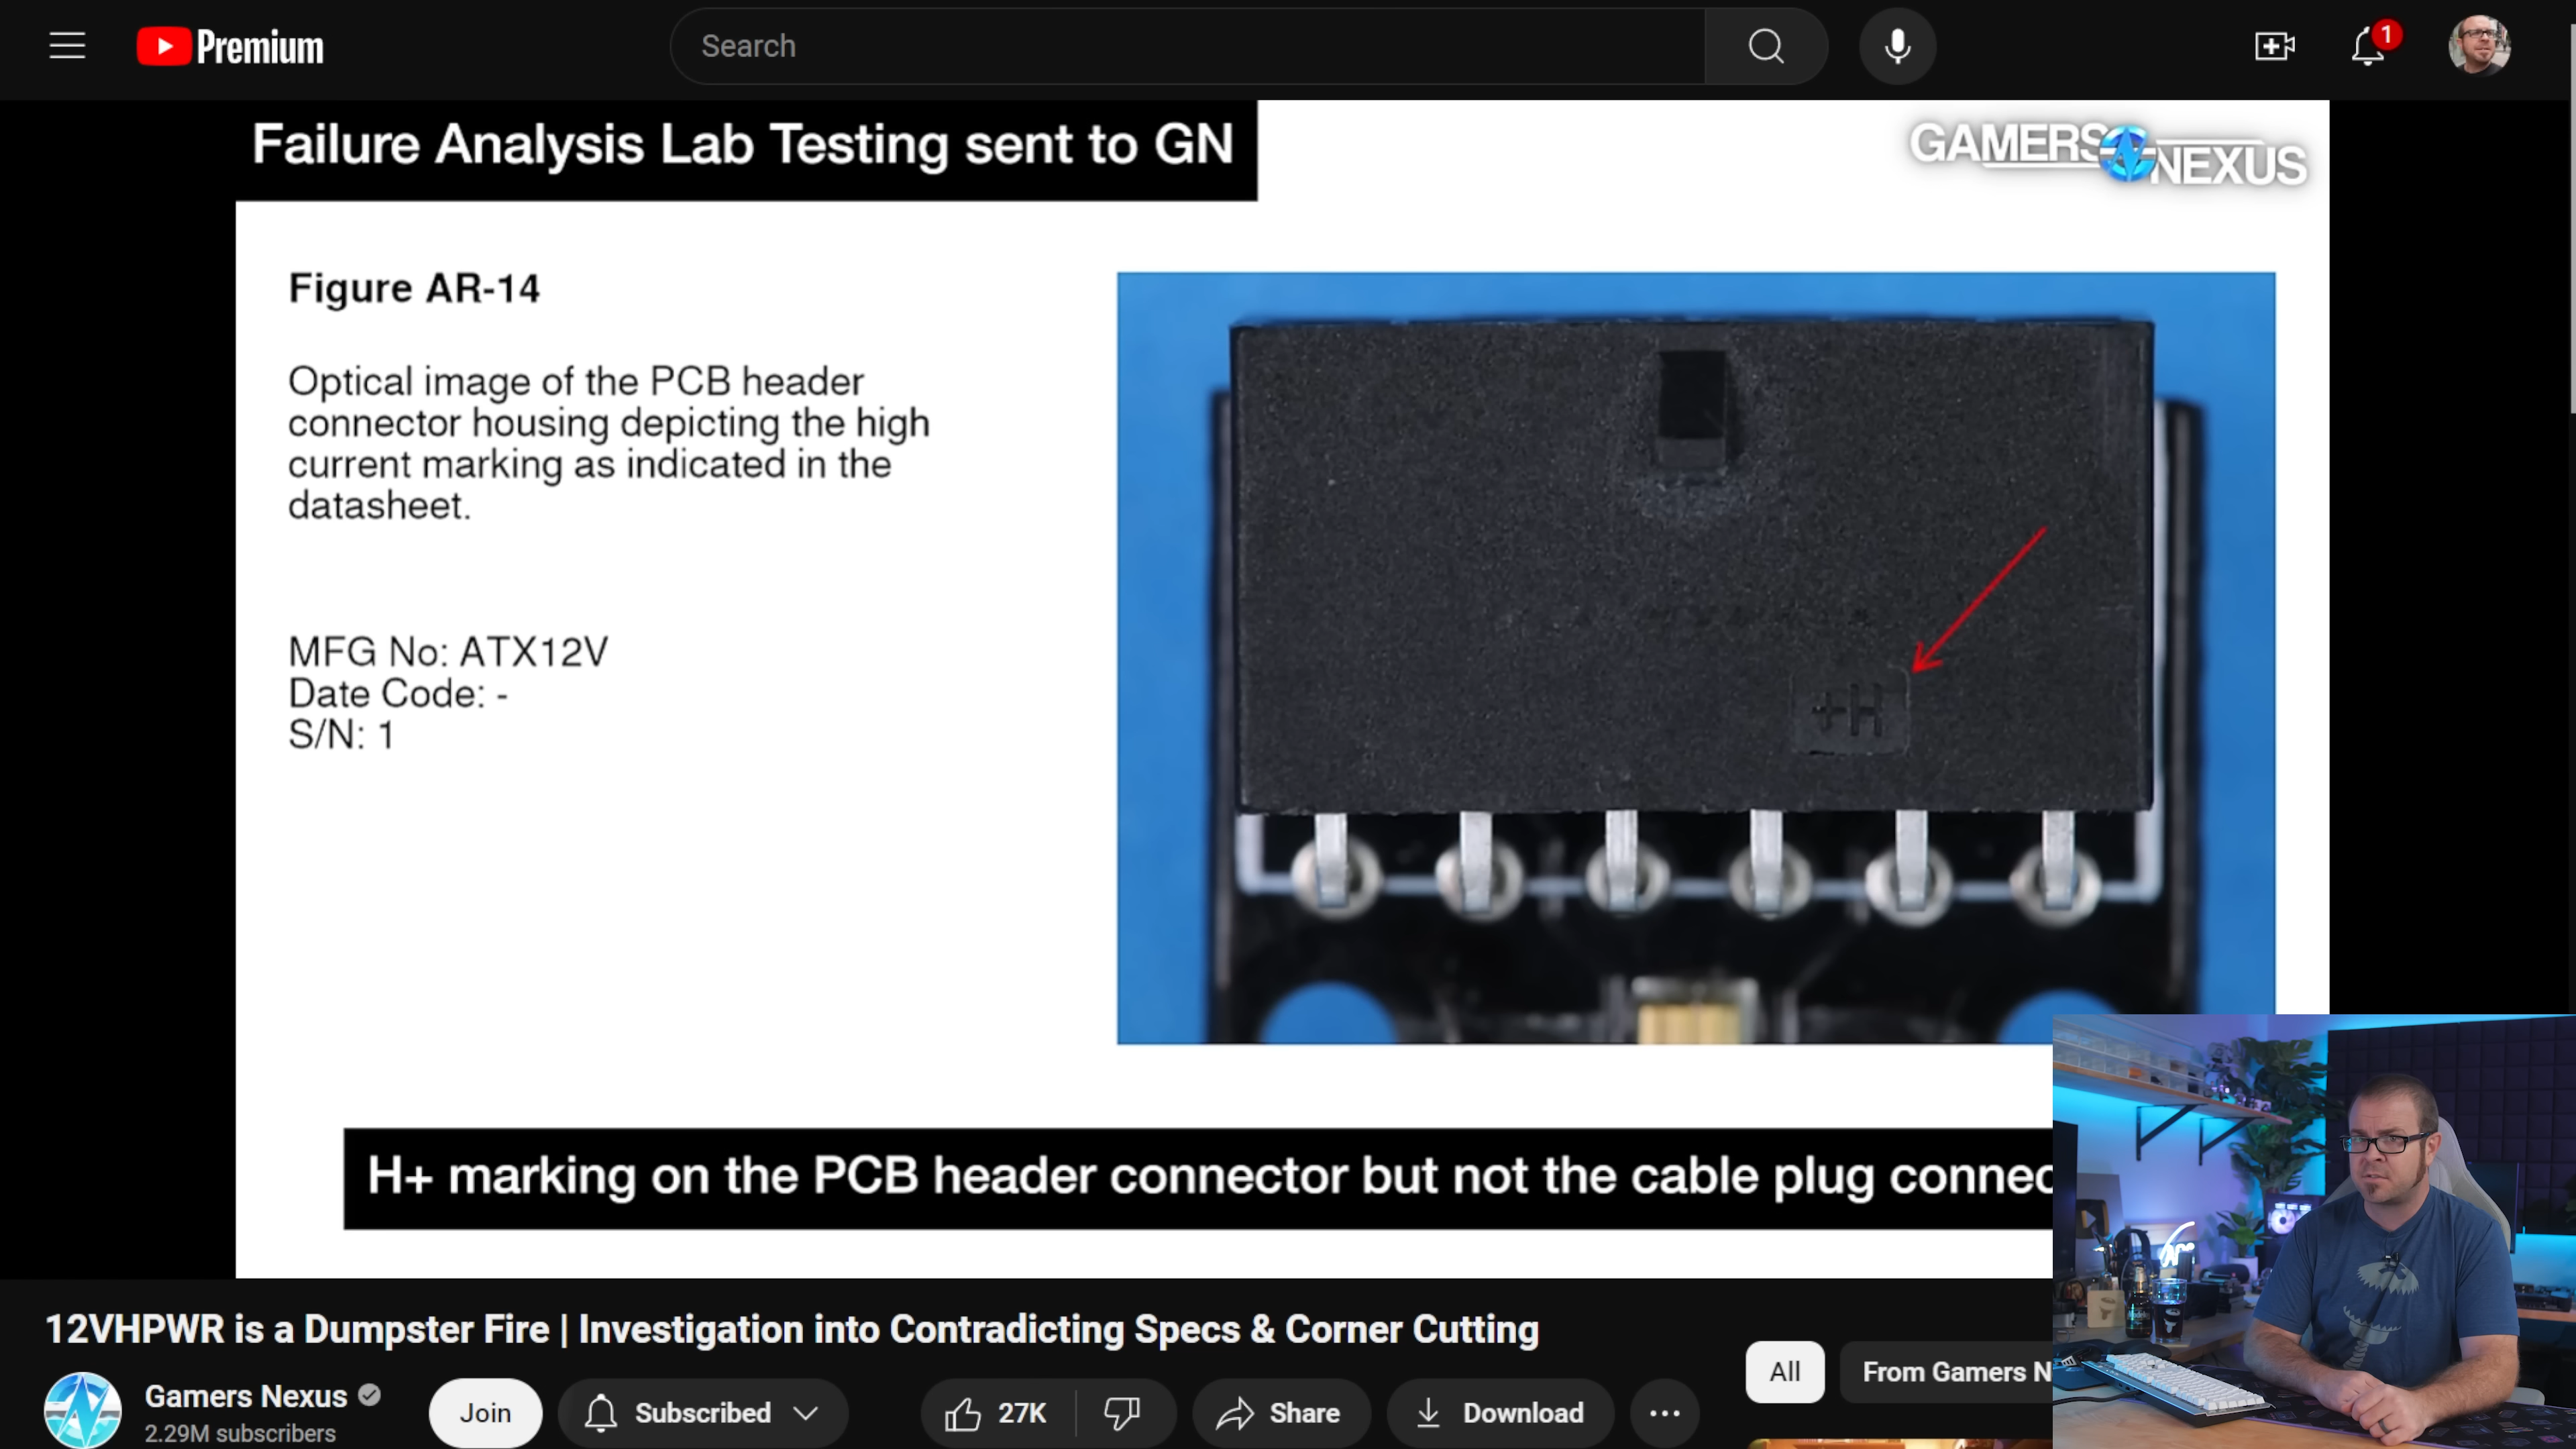 Premium
Search
1
Failure Analysis Lab Testing sent to GN
GAMERS NEXUS
Figure AR-14
Optical image of the PCB header
connector housing depicting the high
current marking as indicated in the
datasheet.
MFG No: ATX12V
Date Code: -
S/N: 1
+H
H+ marking on the PCB header connector but not the cable plug connec
12VHPWR is a Dumpster Fire | Investigation into Contradicting Specs & Corner Cutting
Gamers Nexus
2.29M subscribers
Join
Subscribed
27K
Share
Download
All
From Gamers N